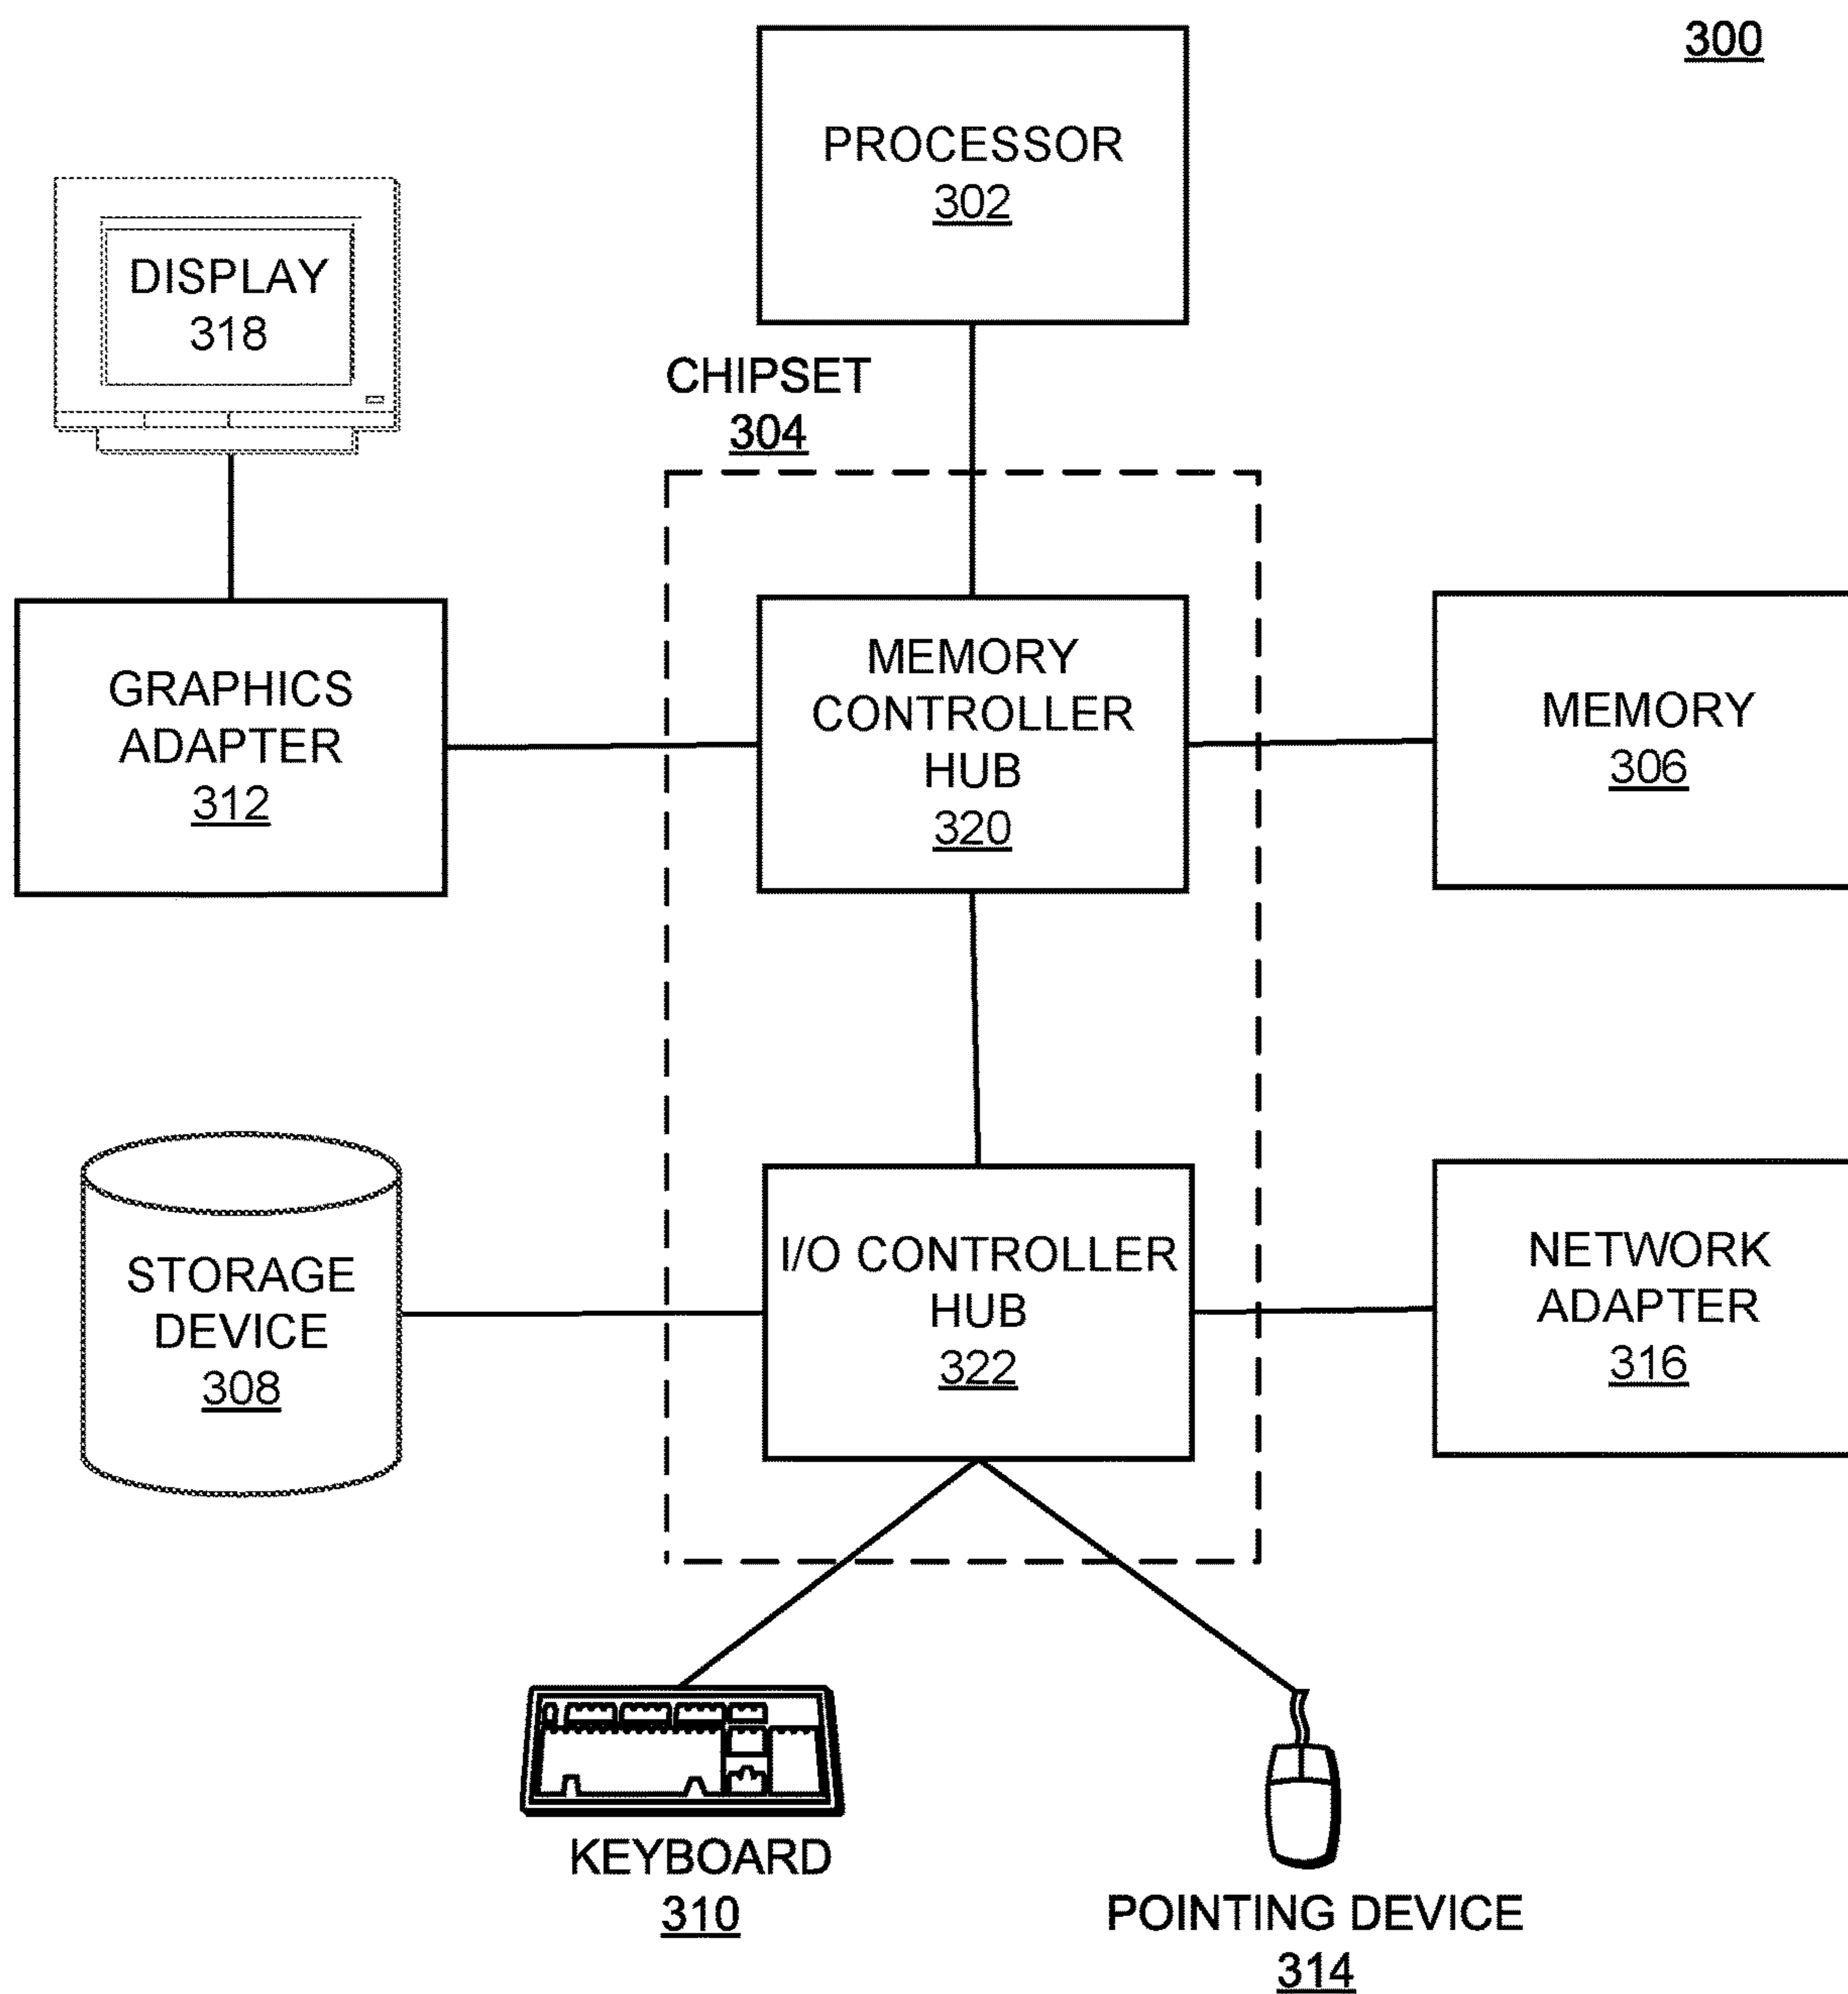 300
PROCESSOR
302
DISPLAY
318
CHIPSET
304
GRAPHICS
ADAPTER
312
MEMORY
CONTROLLER
HUB
320
MEMORY
306
STORAGE
DEVICE
308
I/O CONTROLLER
HUB
322
NETWORK
ADAPTER
316
KEYBOARD
310
POINTING DEVICE
314